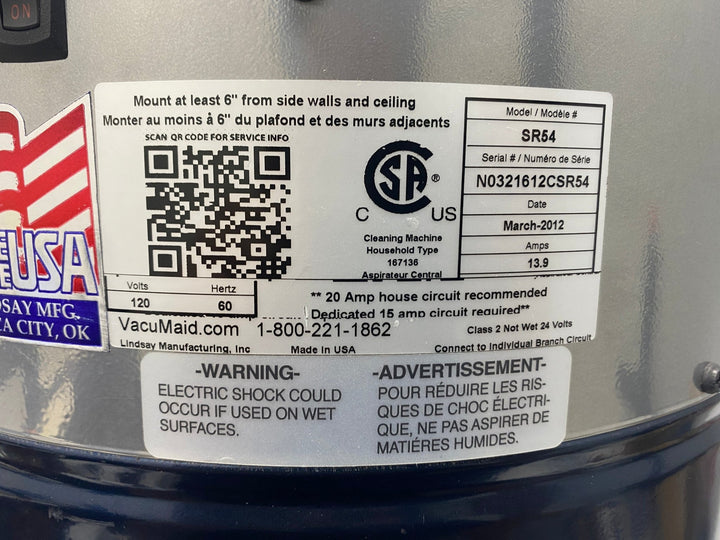 ON
Mount at least 6" from side walls and ceiling
Monter au moins à 6" du plafond et des murs adjacents
SCAN QR CODE FOR SERVICE INFO
CSA
®
C US
Cleaning Machine
Household Type
167136
Aspirateur Central
Model / Modèle #
SR54
Serial # / Numéro de Série
N0321612CSR54
Date
March-2012
Amps
13.9
Volts Hertz
120 60
** 20 Amp house circuit recommended
Dedicated 15 amp circuit required**
VacuMaid.com 1-800-221-1862
Class 2 Not Wet 24 Volts
Lindsay Manufacturing, Inc Made in USA Connect to Individual Branch Circuit
USA
MFG.
CITY, OK
-WARNING-
ELECTRIC SHOCK COULD
OCCUR IF USED ON WET
SURFACES.
-ADVERTISSEMENT-
POUR RÉDUIRE LES RIS-
QUES DE CHOC ÉLECTRI-
QUE, NE PAS ASPIRER DE
MATIÉRES HUMIDES.